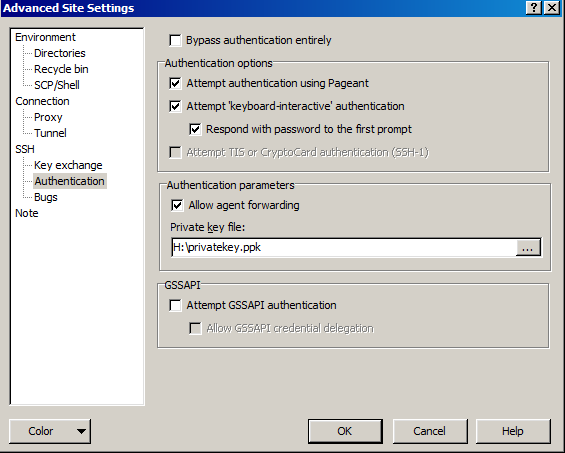 Advanced Site Settings
Environment
Directories
Recycle bin
SCP/Shell
Connection
Proxy
Tunnel
SSH
Key exchange
Authentication
Bugs
Note
Bypass authentication entirely
Authentication options
Attempt authentication using Pageant
Attempt 'keyboard-interactive' authentication
Respond with password to the first prompt
Attempt TIS or CryptoCard authentication (SSH-1)
Authentication parameters
Allow agent forwarding
Private key file:
H:\privatekey.ppk
...
GSSAPI
Attempt GSSAPI authentication
Allow GSSAPI credential delegation
Color
OK
Cancel
Help